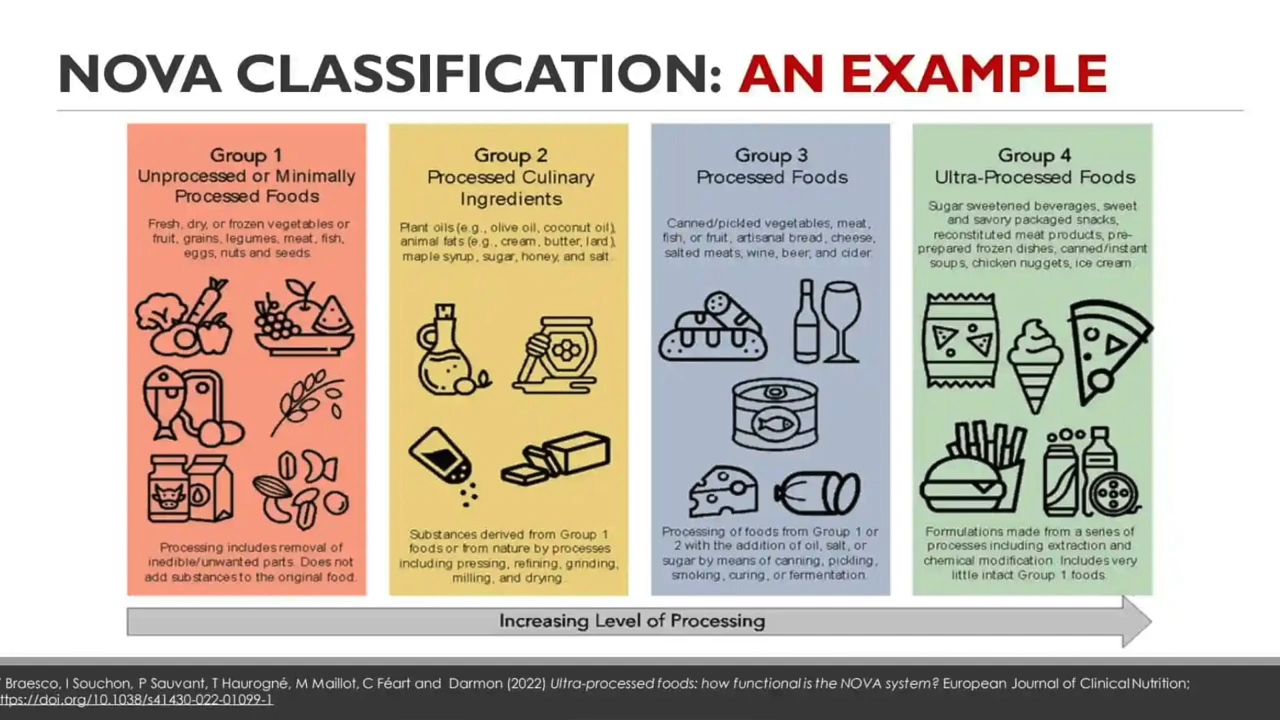 NOVA CLASSIFICATION: AN EXAMPLE
Group 1
Unprocessed or Minimally
Processed Foods
Fresh, dry, or frozen vegetables or
fruit, grains, legumes, meat, fish,
eggs, nuts and seeds.
Processing includes removal of
inedible/unwanted parts. Does not
add substances to the original food.
Group 2
Processed Culinary
Ingredients
Plant oils (e.g., olive oil, coconut oil),
animal fats (e.g., cream, butter, lard),
maple syrup, sugar, honey, and salt.
Substances derived from Group 1
foods or from nature by processes
including pressing, refining, grinding,
milling, and drying.
Group 3
Processed Foods
Canned/pickled vegetables, meat,
fish, or fruit, artisanal bread, cheese,
salted meats, wine, beer, and cider.
Processing of foods from Group 1 or
2 with the addition of oil, salt, or
sugar by means of canning, pickling,
smoking, curing, or fermentation.
Group 4
Ultra-Processed Foods
Sugar sweetened beverages, sweet
and savory packaged snacks,
reconstituted meat products, pre-
prepared frozen dishes, canned/instant
soups, chicken nuggets, ice cream.
Formulations made from a series of
processes including extraction and
chemical modification. Includes very
little intact Group 1 foods.
Increasing Level of Processing
Braesco, I Souchon, P Sauvant, T Haurogné, M Maillot, C Féart and Darmon (2022) Ultra-processed foods: how functional is the NOVA system? European Journal of Clinical Nutrition;
ttps://doi.org/10.1038/s41430-022-01099-1